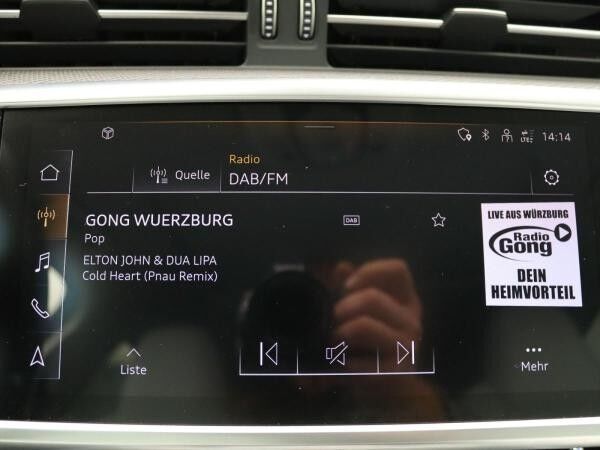 LTE
14:14
Radio
Quelle
DAB/FM
GONG WUERZBURG
DAB
Pop
ELTON JOHN & DUA LIPA
Cold Heart (Pnau Remix)
LIVE AUS WÜRZBURG
Radio
Gong
DEIN
HEIMVORTEIL
Liste
Mehr